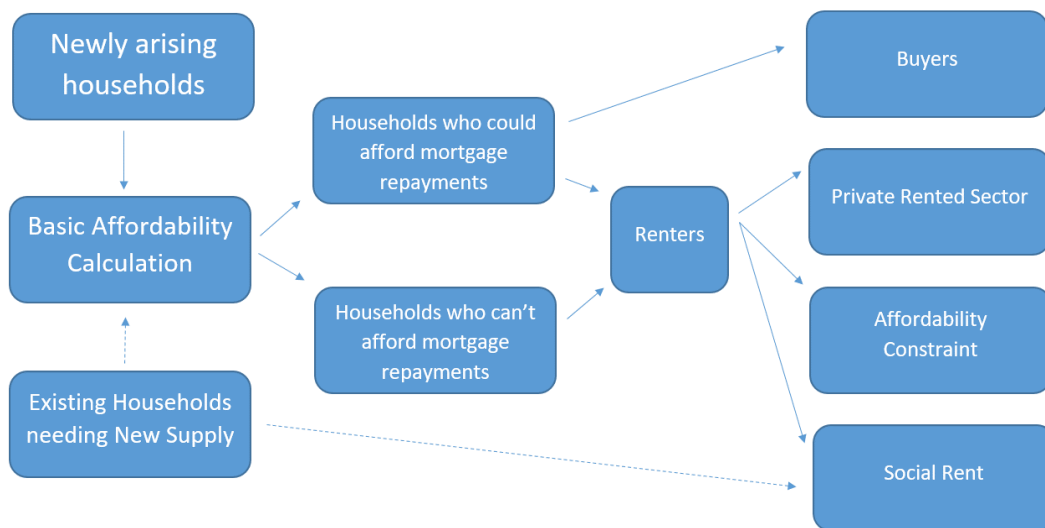 Newly arising
households
Basic Affordability
Calculation
Existing Households
needing New Supply
Households who could
afford mortgage
repayments
Households who can’t
afford mortgage
repayments
Renters
Buyers
Private Rented Sector
Affordability
Constraint
Social Rent